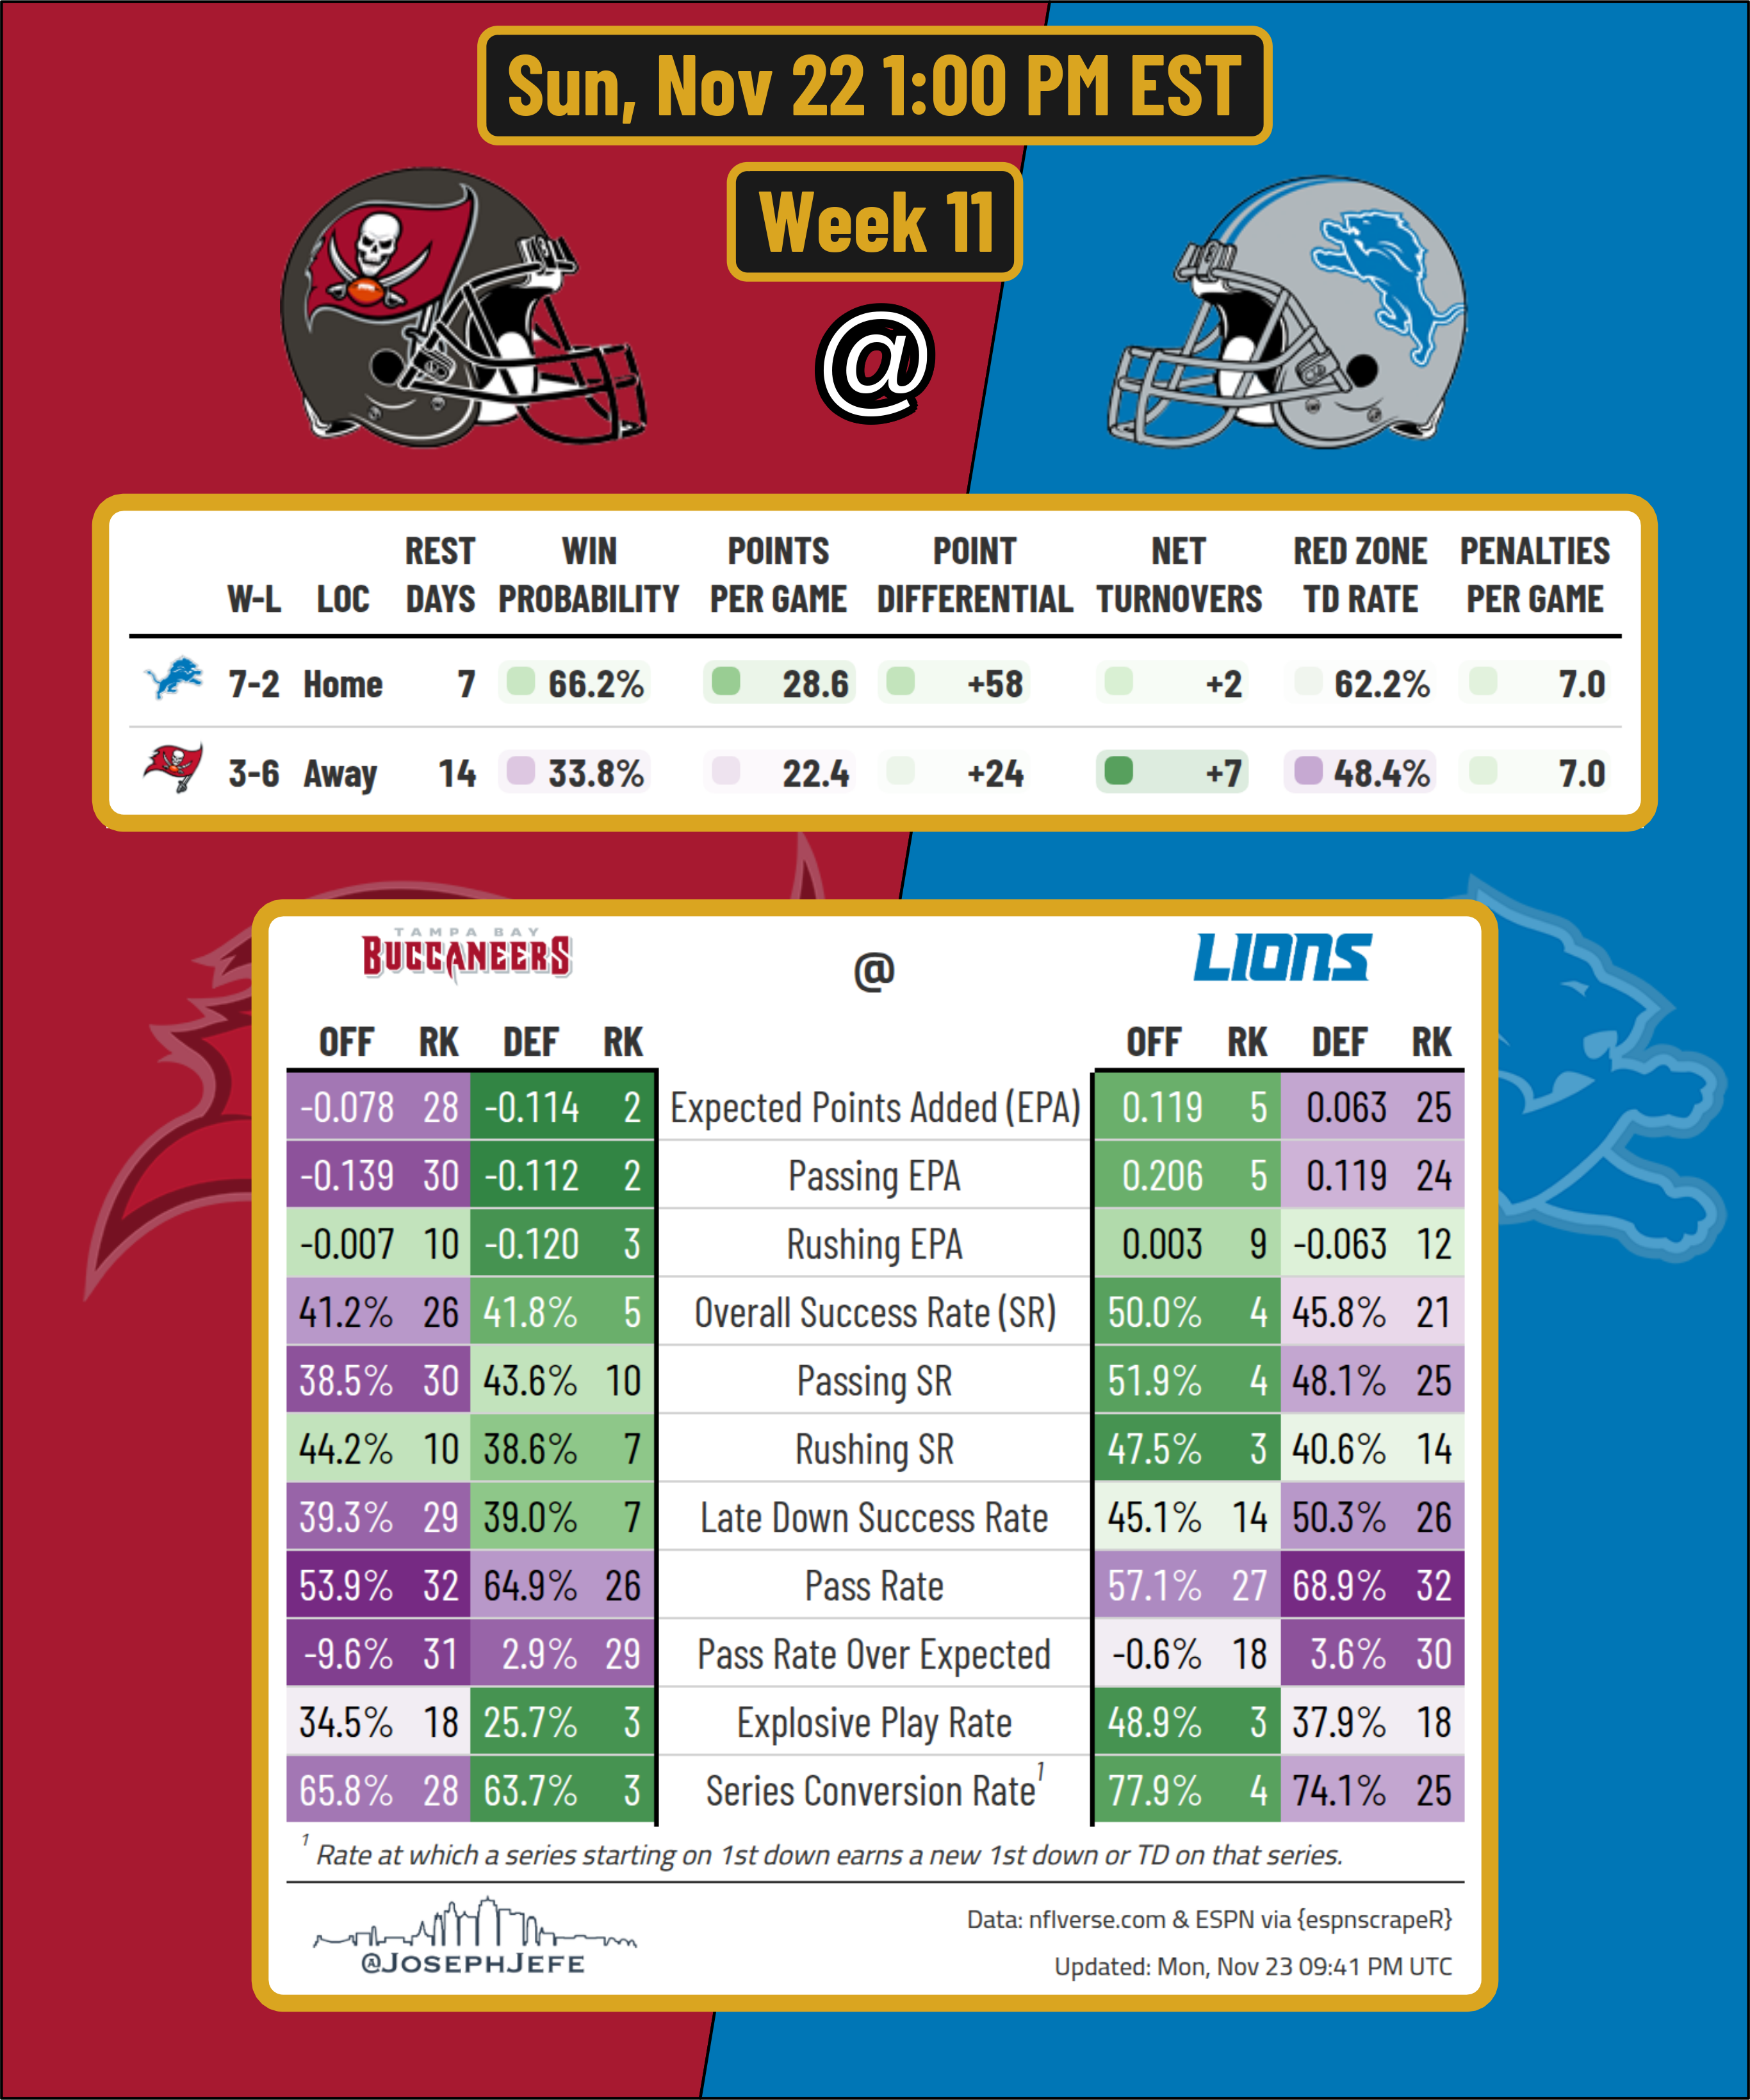 Sun, Nov 22 1:00 PM EST
Week 11
@
REST WIN POINTS POINT NET RED ZONE PENALTIES
W-L LOC DAYS PROBABILITY PER GAME DIFFERENTIAL TURNOVERS TD RATE PER GAME
7-2 Home 7 66.2% 28.6 +58 +2 62.2% 7.0
3-6 Away 14 33.8% 22.4 +24 +7 48.4% 7.0
TAMPA BAY
BUCCANEERS @ LIONS
OFF RK DEF RK OFF RK DEF RK
-0.078 28 -0.114 2 Expected Points Added (EPA) 0.119 5 0.063 25
-0.139 30 -0.112 2 Passing EPA 0.206 5 0.119 24
-0.007 10 -0.120 3 Rushing EPA 0.003 9 -0.063 12
41.2% 26 41.8% 5 Overall Success Rate (SR) 50.0% 4 45.8% 21
38.5% 30 43.6% 10 Passing SR 51.9% 4 48.1% 25
44.2% 10 38.6% 7 Rushing SR 47.5% 3 40.6% 14
39.3% 29 39.0% 7 Late Down Success Rate 45.1% 14 50.3% 26
53.9% 32 64.9% 26 Pass Rate 57.1% 27 68.9% 32
-9.6% 31 2.9% 29 Pass Rate Over Expected -0.6% 18 3.6% 30
34.5% 18 25.7% 3 Explosive Play Rate 48.9% 3 37.9% 18
65.8% 28 63.7% 3 Series Conversion Rate1 77.9% 4 74.1% 25
1 Rate at which a series starting on 1st down earns a new 1st down or TD on that series.
Data: nflverse.com & ESPN via {espnscrapeR}
@JOSEPHJEFE
Updated: Mon, Nov 23 09:41 PM UTC